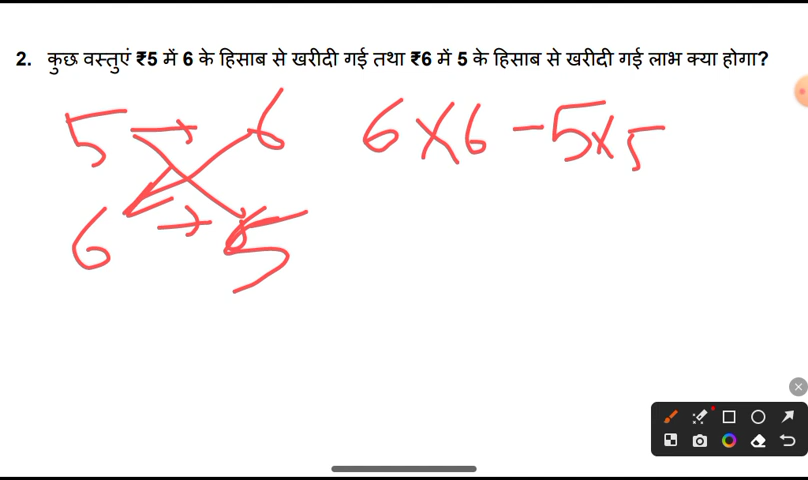 2. कुछ वस्तुएं ₹5 में 6 के हिसाब से खरीदी गई तथा ₹6 में 5 के हिसाब से खरीदी गई लाभ क्या होगा?
5 → 6 6 × 6 - 5 × 5
6 → 5